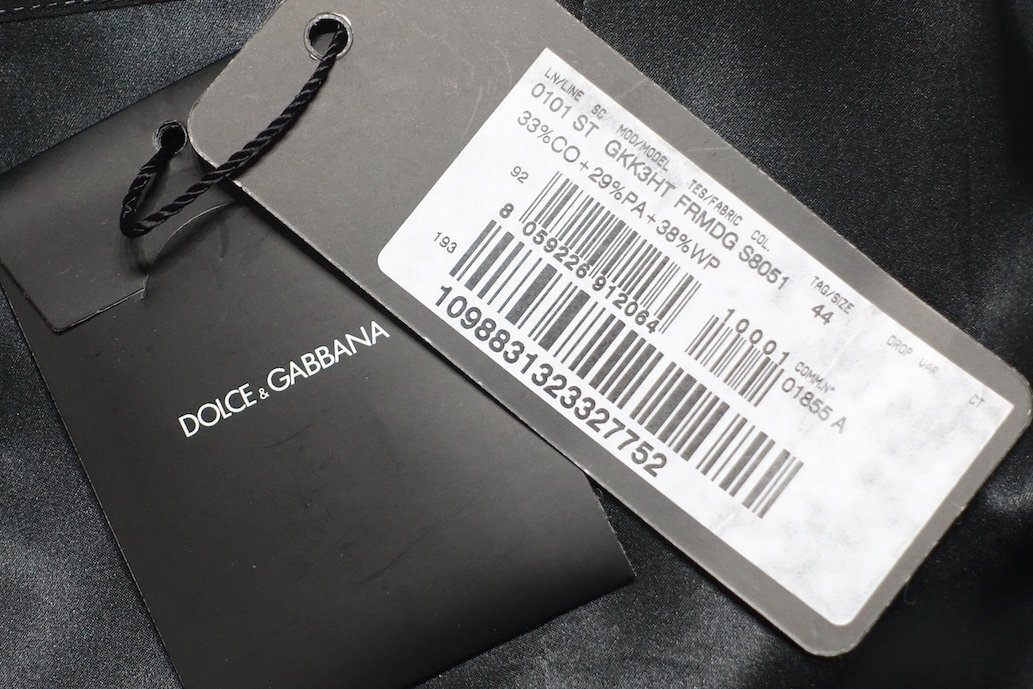 DOLCE & GABBANA
LN/LINE SC MOD/MODEL TES/FABRIC COL. TAG/SIZE DROP VAR. CT
0101 ST GKK3HT FRMDG S8051 44
33%CO + 29%PA + 38%WP
92
8 059226 912064
10001
COMM.N°
01855 A
193
1098831323327752